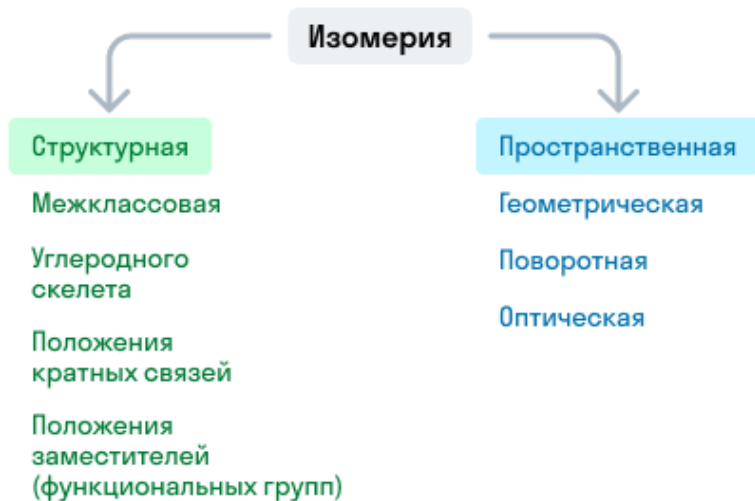 Изомерия
Структурная
Межклассовая
Углеродного
скелета
Положения
кратных связей
Положения
заместителей
(функциональных групп)
Пространственная
Геометрическая
Поворотная
Оптическая